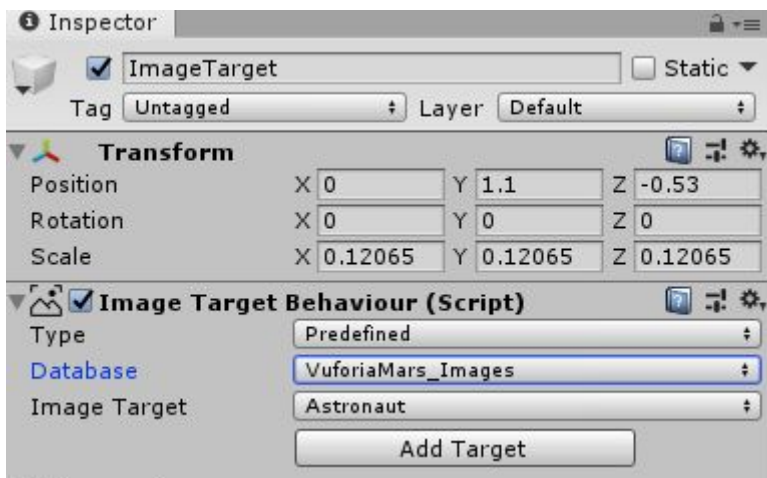 Inspector
ImageTarget Static
Tag Untagged Layer Default
Transform
Position X 0 Y 1.1 Z -0.53
Rotation X 0 Y 0 Z 0
Scale X 0.12065 Y 0.12065 Z 0.12065
Image Target Behaviour (Script)
Type Predefined
Database VuforiaMars_Images
Image Target Astronaut
Add Target